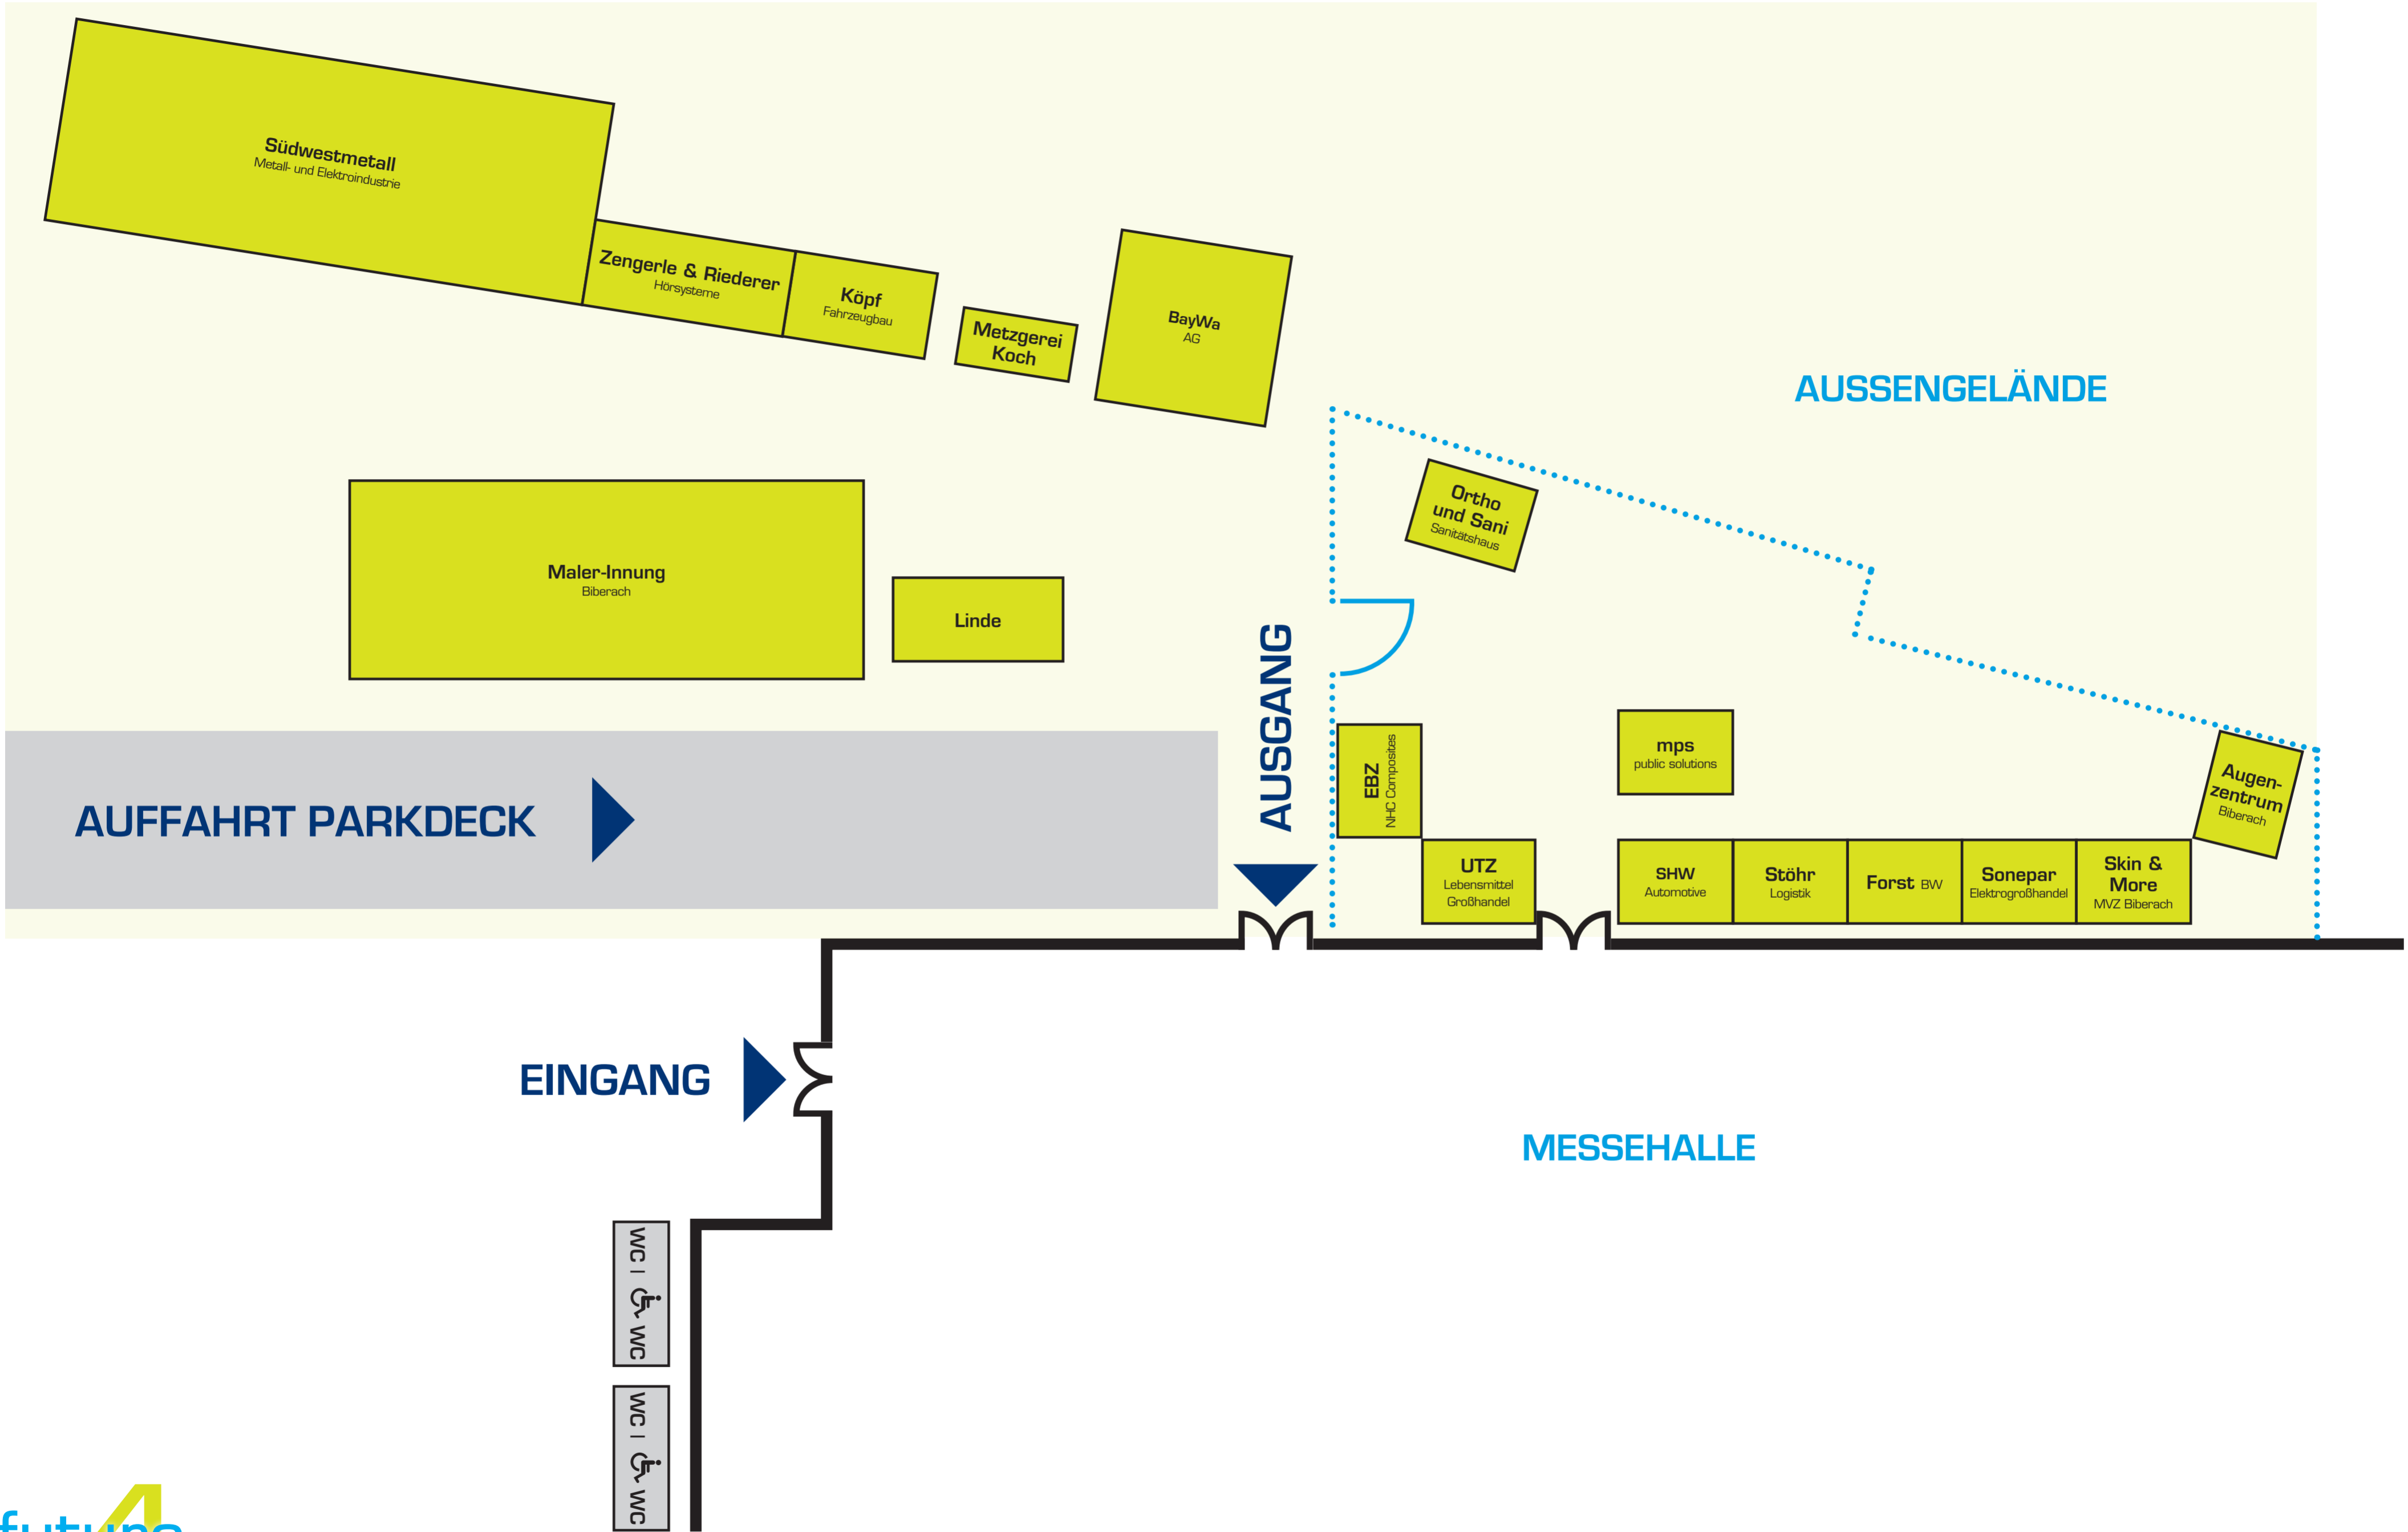 Südwestmetall
Metall- und Elektroindustrie
Zengerle & Riederer
Hörsysteme
Köpf
Fahrzeugbau
Metzgerei
Koch
BayWa
AG
AUSSENGELÄNDE
Ortho
und Sani
Sanitätshaus
Maler-Innung
Biberach
Linde
AUSGANG
EBZ
NHC Composites
mps
public solutions
Augen-
zentrum
Biberach
AUFFAHRT PARKDECK
UTZ
Lebensmittel
Großhandel
SHW
Automotive
Stöhr
Logistik
Forst BW
Sonepar
Elektrogroßhandel
Skin &
More
MVZ Biberach
EINGANG
MESSEHALLE
WC | WC
WC | WC
future
4